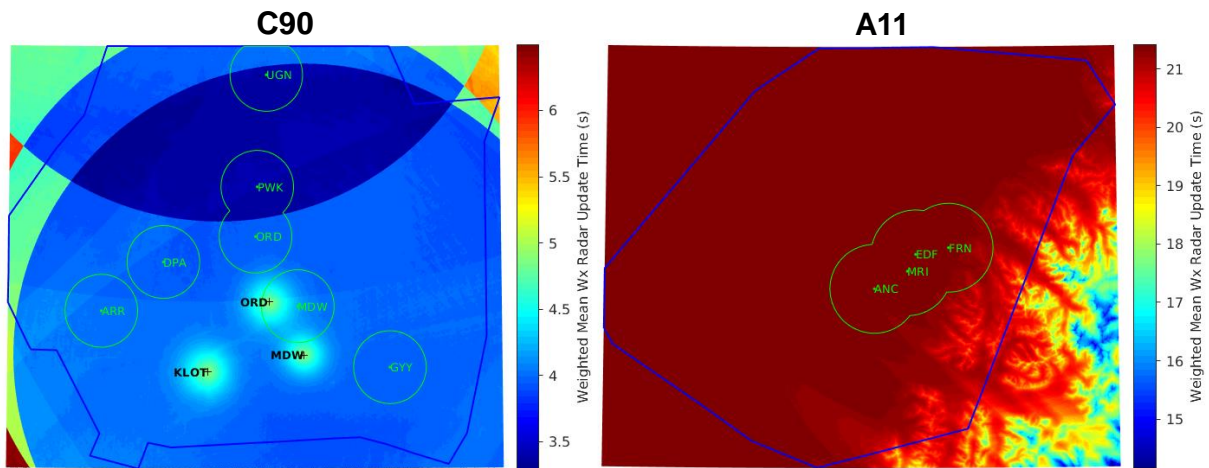 C90
A11
UGN
PWK
ORD
DPA
ARR
ORD
MDW
MDW
KLOT
GYY
6
5.5
5
4.5
4
3.5
Weighted Mean Wx Radar Update Time (s)
FRN
EDF
MRI
ANC
21
20
19
18
17
16
15
Weighted Mean Wx Radar Update Time (s)